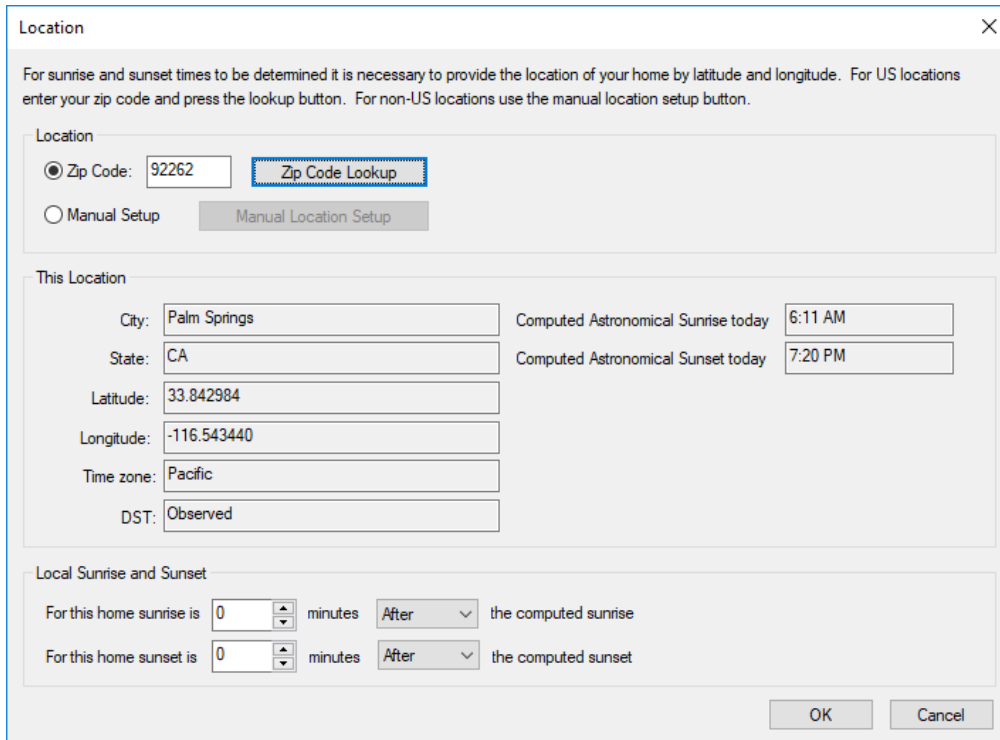 Location
For sunrise and sunset times to be determined it is necessary to provide the location of your home by latitude and longitude.  For US locations
enter your zip code and press the lookup button.  For non-US locations use the manual location setup button.
Location
Zip Code: 92262 Zip Code Lookup
Manual Setup Manual Location Setup
This Location
City: Palm Springs Computed Astronomical Sunrise today 6:11 AM
State: CA Computed Astronomical Sunset today 7:20 PM
Latitude: 33.842984
Longitude: -116.543440
Time zone: Pacific
DST: Observed
Local Sunrise and Sunset
For this home sunrise is 0 minutes After the computed sunrise
For this home sunset is 0 minutes After the computed sunset
OK Cancel